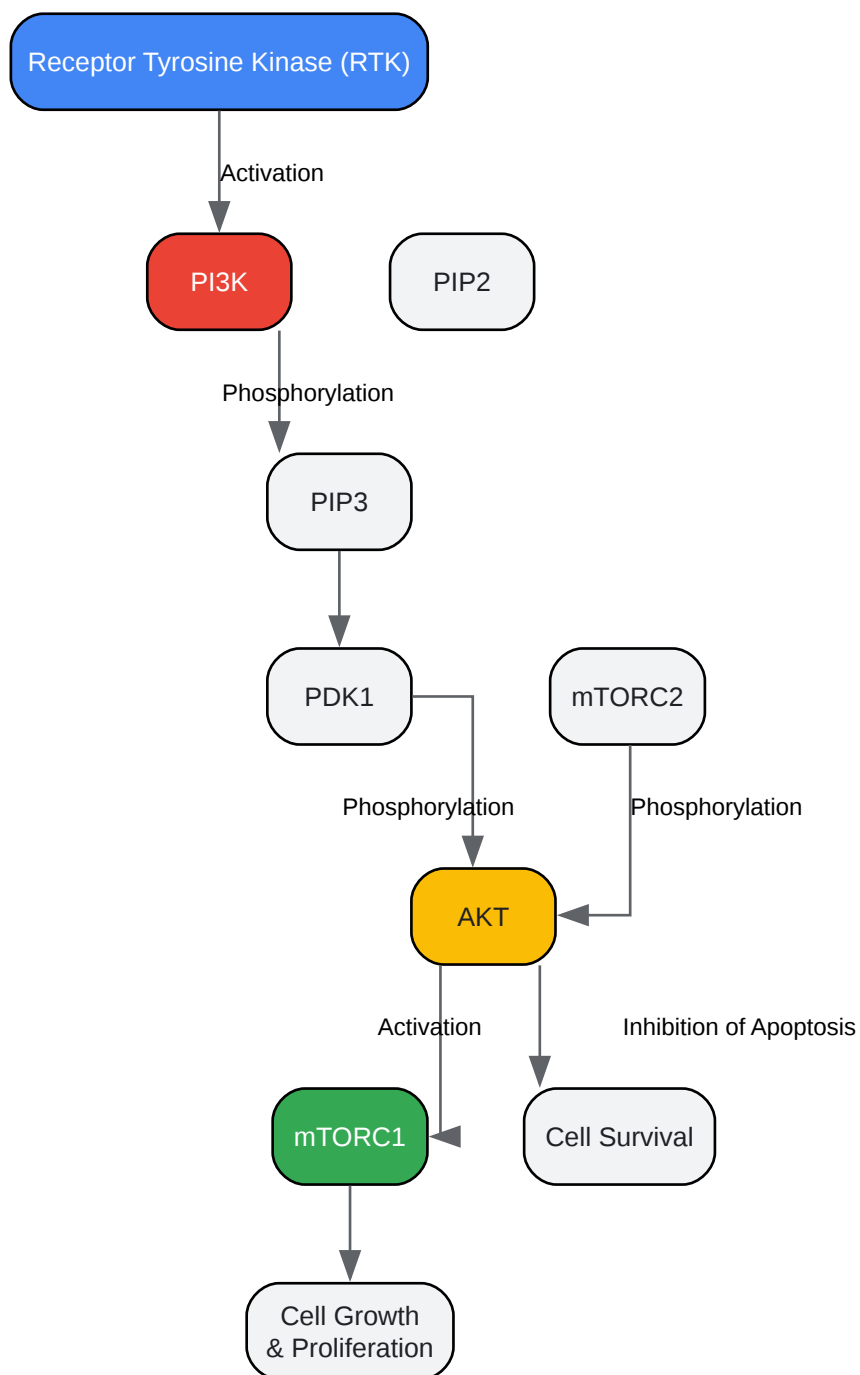 Receptor Tyrosine Kinase (RTK)
Activation
PI3K
PIP2
Phosphorylation
PIP3
PDK1
mTORC2
Phosphorylation
Phosphorylation
AKT
Activation
Inhibition of Apoptosis
mTORC1
Cell Survival
Cell Growth
& Proliferation